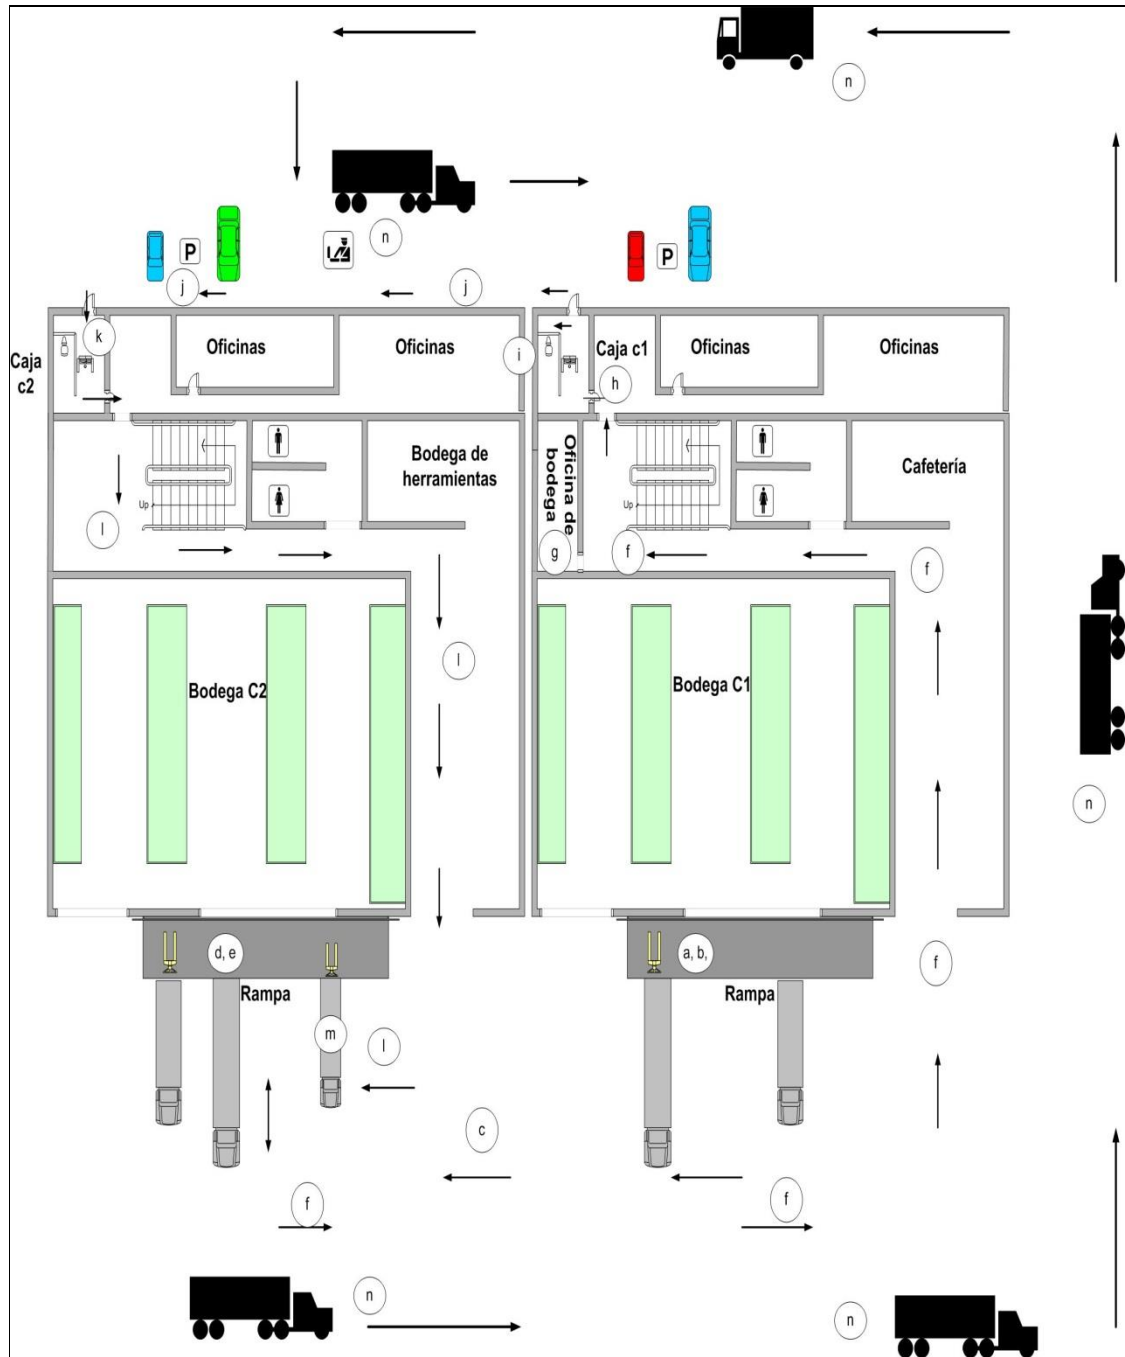 n
n
P
P
j
j
k
Caja
c2
Oficinas
Oficinas
i
Caja c1
h
Oficinas
Oficinas
Bodega de
herramientas
Oficina de
bodega
Cafetería
Up
Up
l
g
f
f
l
Bodega C2
Bodega C1
n
d, e
a, b,
f
Rampa
Rampa
m
l
c
f
f
n
n